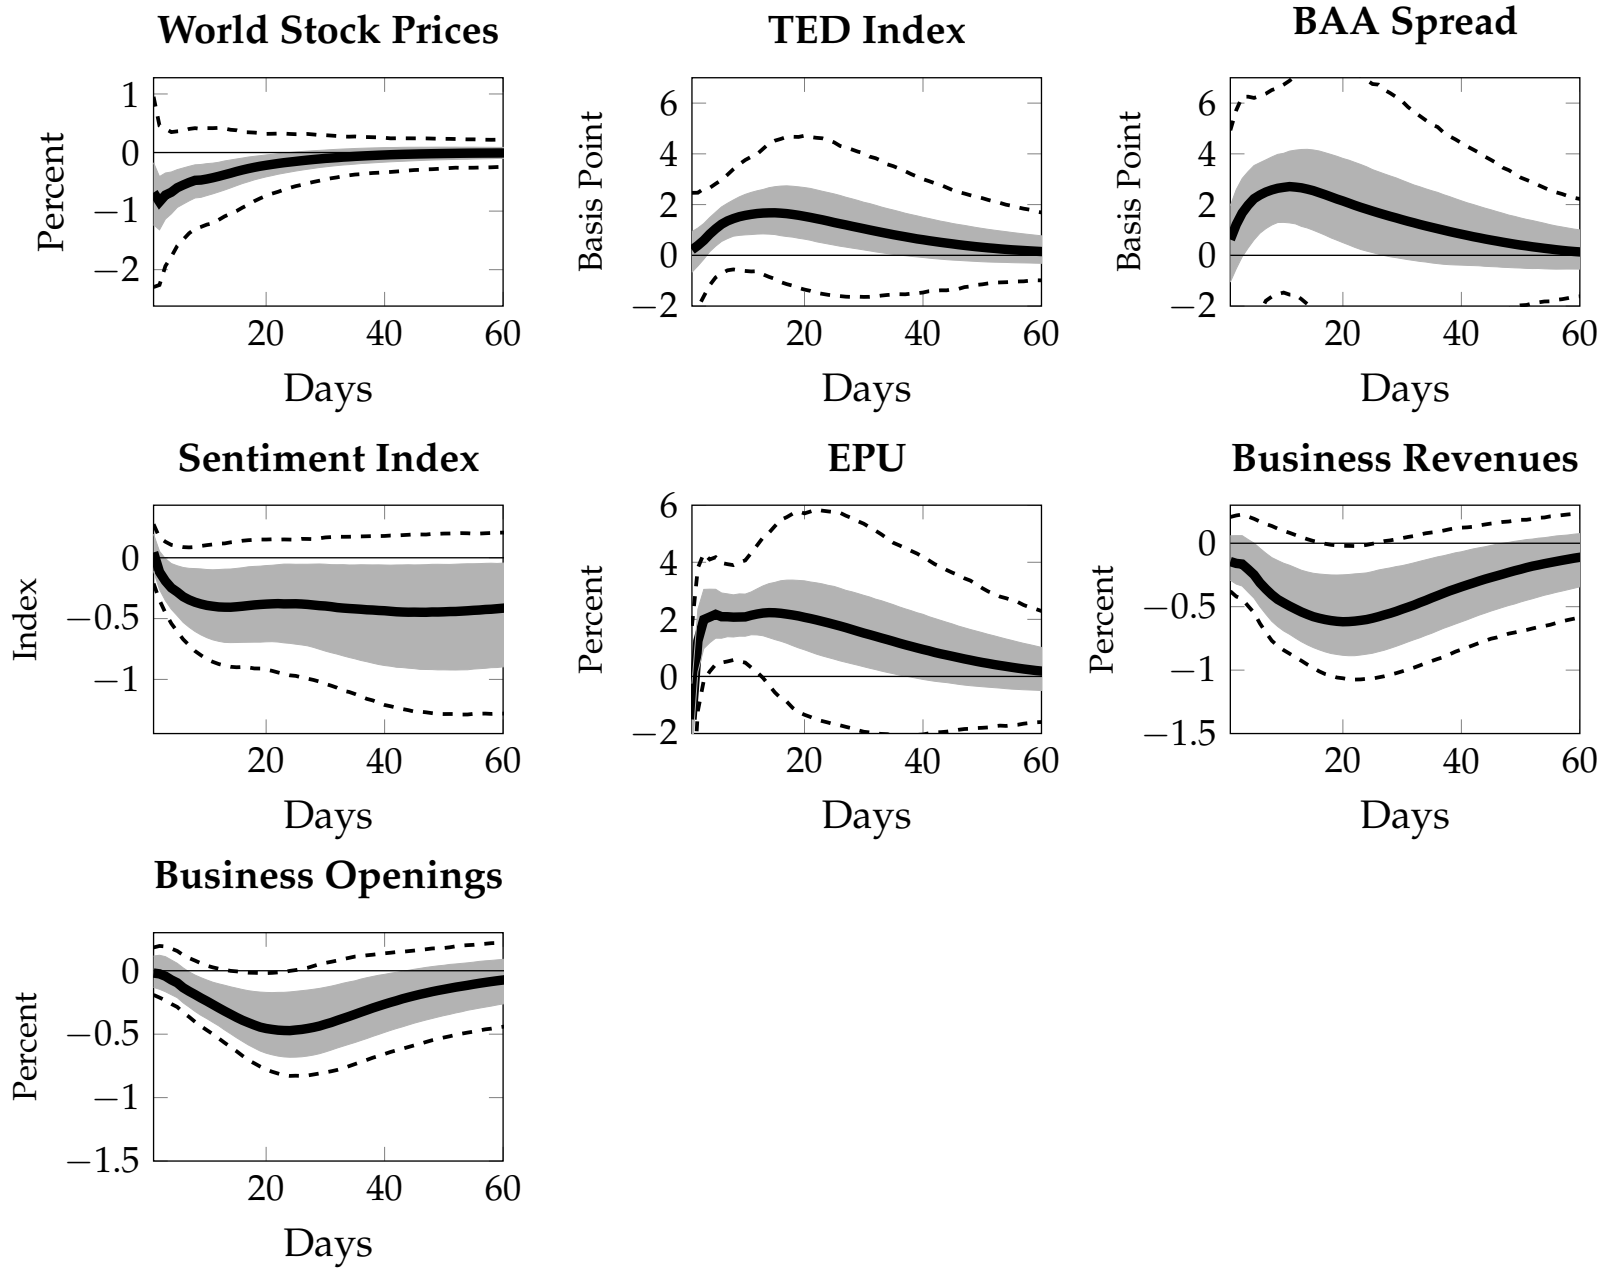 World Stock Prices
TED Index
BAA Spread
Percent
1
0
−1
−2
20
40
60
Days
Basis Point
6
4
2
0
−2
20
40
60
Days
Basis Point
6
4
2
0
−2
20
40
60
Days
Sentiment Index
EPU
Business Revenues
Index
0
−0.5
−1
20
40
60
Days
Percent
6
4
2
0
−2
20
40
60
Days
Percent
0
−0.5
−1
−1.5
20
40
60
Days
Business Openings
Percent
0
−0.5
−1
−1.5
20
40
60
Days